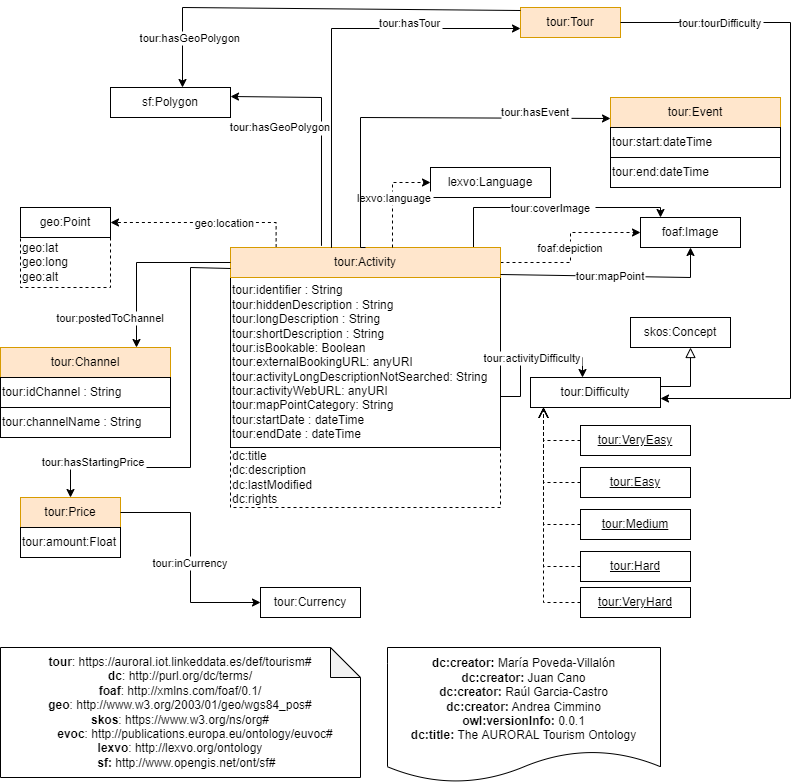 tour:Tour
tour:hasTour
tour:tourDifficulty
tour:hasGeoPolygon
sf:Polygon
tour:hasGeoPolygon
tour:hasEvent
tour:Event
tour:start:dateTime
tour:end:dateTime
lexvo:Language
lexvo:language
tour:coverImage
geo:Point
geo:lat
geo:long
geo:alt
geo:location
foaf:Image
foaf:depiction
tour:mapPoint
tour:Activity
tour:identifier : String
tour:hiddenDescription : String
tour:longDescription : String
tour:shortDescription : String
tour:isBookable: Boolean
tour:externalBookingURL: anyURI
tour:activityLongDescriptionNotSearched: String
tour:activityWebURL: anyURI
tour:mapPointCategory: String
tour:startDate : dateTime
tour:endDate : dateTime
dc:title
dc:description
dc:lastModified
dc:rights
tour:postedToChannel
tour:Channel
tour:idChannel : String
tour:channelName : String
skos:Concept
tour:activityDifficulty
tour:Difficulty
tour:VeryEasy
tour:Easy
tour:Medium
tour:Hard
tour:VeryHard
tour:hasStartingPrice
tour:Price
tour:amount:Float
tour:inCurrency
tour:Currency
tour: https://auroral.iot.linkeddata.es/def/tourism#
dc: http://purl.org/dc/terms/
foaf: http://xmlns.com/foaf/0.1/
geo: http://www.w3.org/2003/01/geo/wgs84_pos#
skos: https://www.w3.org/ns/org#
evoc: http://publications.europa.eu/ontology/euvoc#
lexvo: http://lexvo.org/ontology
sf: http://www.opengis.net/ont/sf#
dc:creator: María Poveda-Villalón
dc:creator: Juan Cano
dc:creator: Raúl Garcia-Castro
dc:creator: Andrea Cimmino
owl:versionInfo: 0.0.1
dc:title: The AURORAL Tourism Ontology